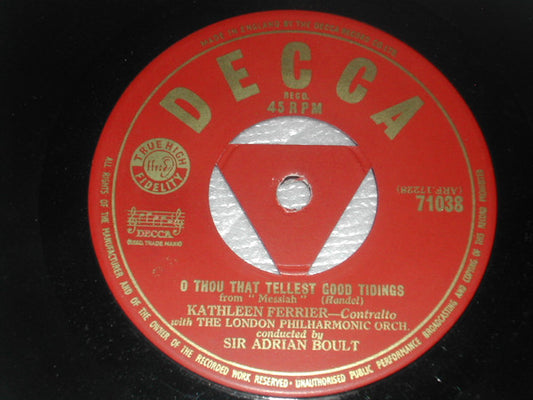 MADE IN ENGLAND BY THE DECCA RECORD CO LTD
DECCA
REGD.
45 RPM
TRUE HIGH
ffrr
FIDELITY
DECCA
(REGD. TRADE MARK)
(ARF.17228)
71038
O THOU THAT TELLEST GOOD TIDINGS
from "Messiah" (Handel)
KATHLEEN FERRIER—Contralto
with THE LONDON PHILHARMONIC ORCH.
conducted by
SIR ADRIAN BOULT
ALL RIGHTS OF THE MANUFACTURER AND OF THE OWNER OF THE RECORDED WORK RESERVED · UNAUTHORISED PUBLIC PERFORMANCE BROADCASTING AND COPYING OF THIS RECORD PROHIBITED